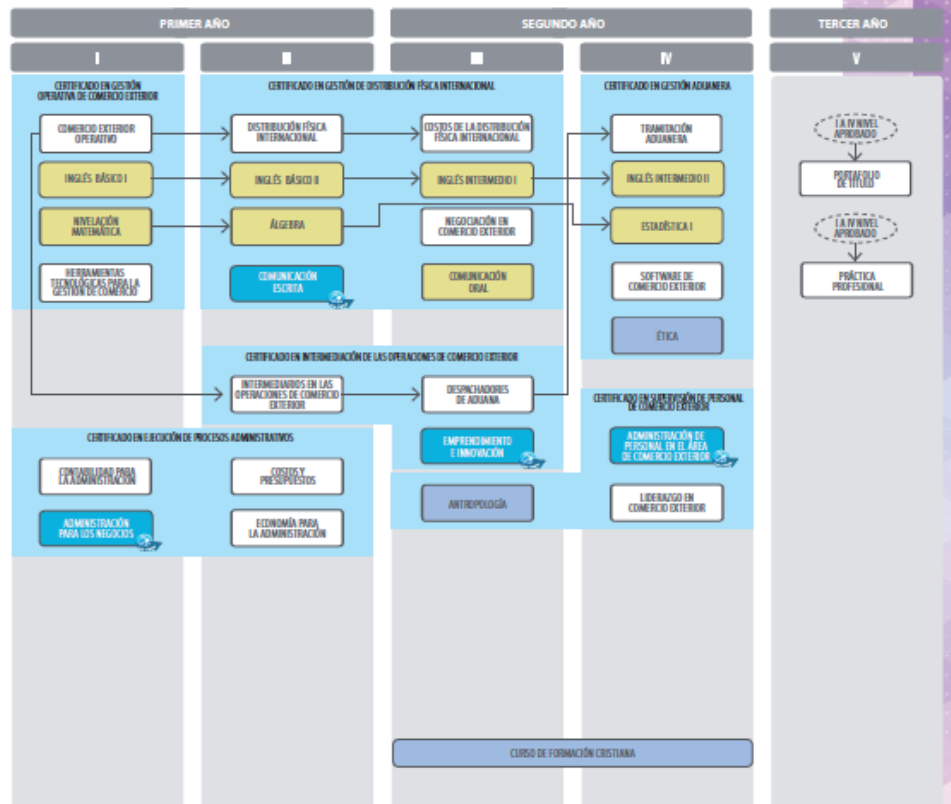 PRIMER AÑO
SEGUNDO AÑO
TERCER AÑO
I
II
III
IV
V
CERTIFICADO EN GESTIÓN
OPERATIVA DE COMERCIO EXTERIOR
CERTIFICADO EN GESTIÓN DE DISTRIBUCIÓN FÍSICA INTERNACIONAL
CERTIFICADO EN GESTIÓN ADUANERA
COMERCIO EXTERIOR
OPERATIVO
DISTRIBUCIÓN FÍSICA
INTERNACIONAL
COSTOS DE LA DISTRIBUCIÓN
FÍSICA INTERNACIONAL
TRAMITACIÓN
ADUANERA
I A IV NIVEL
APROBADO
INGLÉS BÁSICO I
INGLÉS BÁSICO II
INGLÉS INTERMEDIO I
INGLÉS INTERMEDIO II
PORTAFOLIO
DE TÍTULO
NIVELACIÓN
MATEMÁTICA
ÁLGEBRA
NEGOCIACIÓN EN
COMERCIO EXTERIOR
ESTADÍSTICA I
I A IV NIVEL
APROBADO
HERRAMIENTAS
TECNOLÓGICAS PARA LA
GESTIÓN DE COMERCIO
COMUNICACIÓN
ESCRITA
COMUNICACIÓN
ORAL
SOFTWARE DE
COMERCIO EXTERIOR
PRÁCTICA
PROFESIONAL
ÉTICA
CERTIFICADO EN INTERMEDIACIÓN DE LAS OPERACIONES DE COMERCIO EXTERIOR
INTERMEDIARIOS EN LAS
OPERACIONES DE COMERCIO
EXTERIOR
DESPACHADORES
DE ADUANA
CERTIFICADO EN SUPERVISIÓN DE PERSONAL
DE COMERCIO EXTERIOR
CERTIFICADO EN EJECUCIÓN DE PROCESOS ADMINISTRATIVOS
EMPRENDIMIENTO
E INNOVACIÓN
ADMINISTRACIÓN DE
PERSONAL EN EL ÁREA
DE COMERCIO EXTERIOR
CONTABILIDAD PARA
LA ADMINISTRACIÓN
COSTOS Y
PRESUPUESTOS
ANTROPOLOGÍA
LIDERAZGO EN
COMERCIO EXTERIOR
ADMINISTRACIÓN
PARA LOS NEGOCIOS
ECONOMÍA PARA
LA ADMINISTRACIÓN
CURSO DE FORMACIÓN CRISTIANA